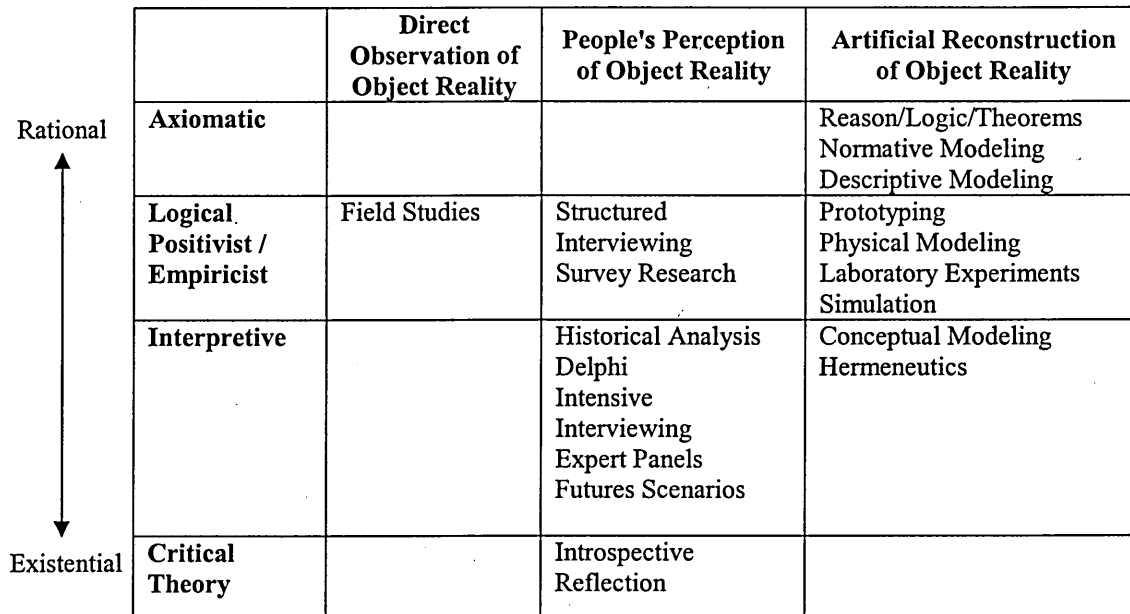 Direct
Observation of
Object Reality
People's Perception
of Object Reality
Artificial Reconstruction
of Object Reality
Rational
Axiomatic
Reason/Logic/Theorems
Normative Modeling
Descriptive Modeling
Logical
Positivist /
Empiricist
Field Studies
Structured
Interviewing
Survey Research
Prototyping
Physical Modeling
Laboratory Experiments
Simulation
Interpretive
Historical Analysis
Delphi
Intensive
Interviewing
Expert Panels
Futures Scenarios
Conceptual Modeling
Hermeneutics
Existential
Critical
Theory
Introspective
Reflection